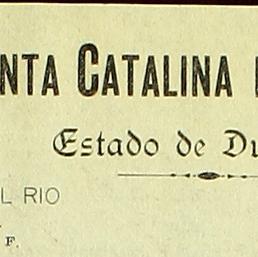 NTA CATALINA
Estado de Du
L RIO
F.